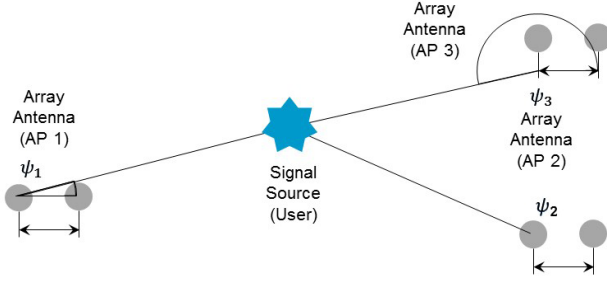 Array
Antenna
(AP 3)
Array
Antenna
(AP 1)
ψ1
Signal
Source
(User)
ψ3
Array
Antenna
(AP 2)
ψ2